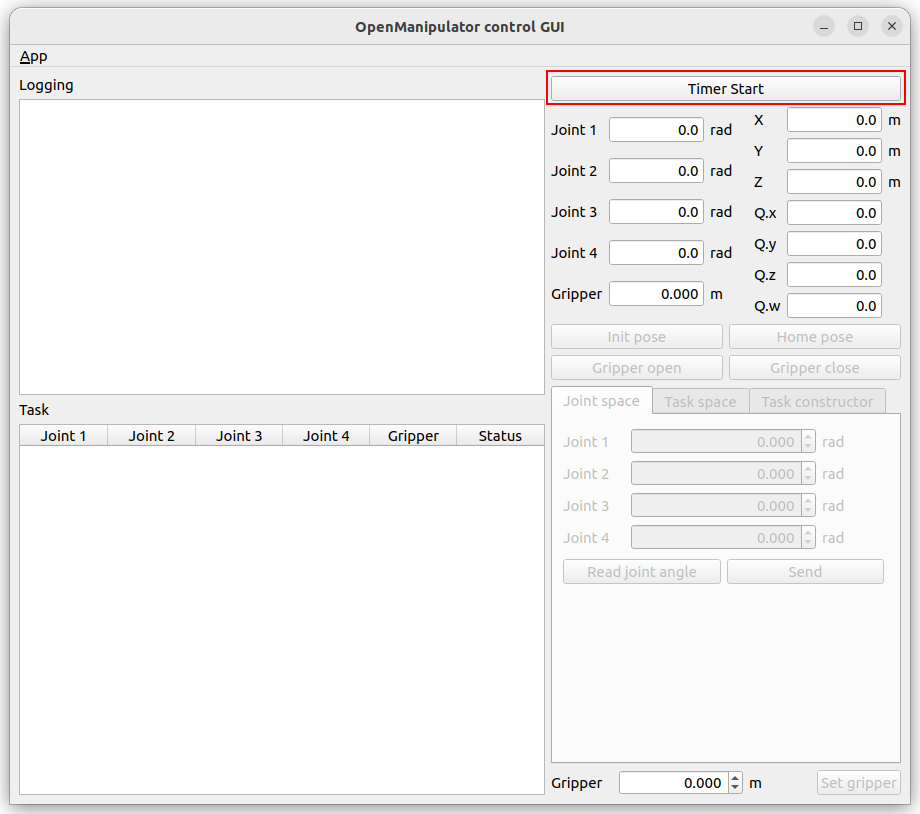 OpenManipulator control GUI
App
Logging
Timer Start
Joint 1 0.0 rad
Joint 2 0.0 rad
Joint 3 0.0 rad
Joint 4 0.0 rad
Gripper 0.000 m
X 0.0 m
Y 0.0 m
Z 0.0 m
Q.x 0.0
Q.y 0.0
Q.z 0.0
Q.w 0.0
Init pose Home pose
Gripper open Gripper close
Joint space Task space Task constructor
Joint 1 0.000 rad
Joint 2 0.000 rad
Joint 3 0.000 rad
Joint 4 0.000 rad
Read joint angle Send
Task
Joint 1 Joint 2 Joint 3 Joint 4 Gripper Status
Gripper 0.000 m Set gripper